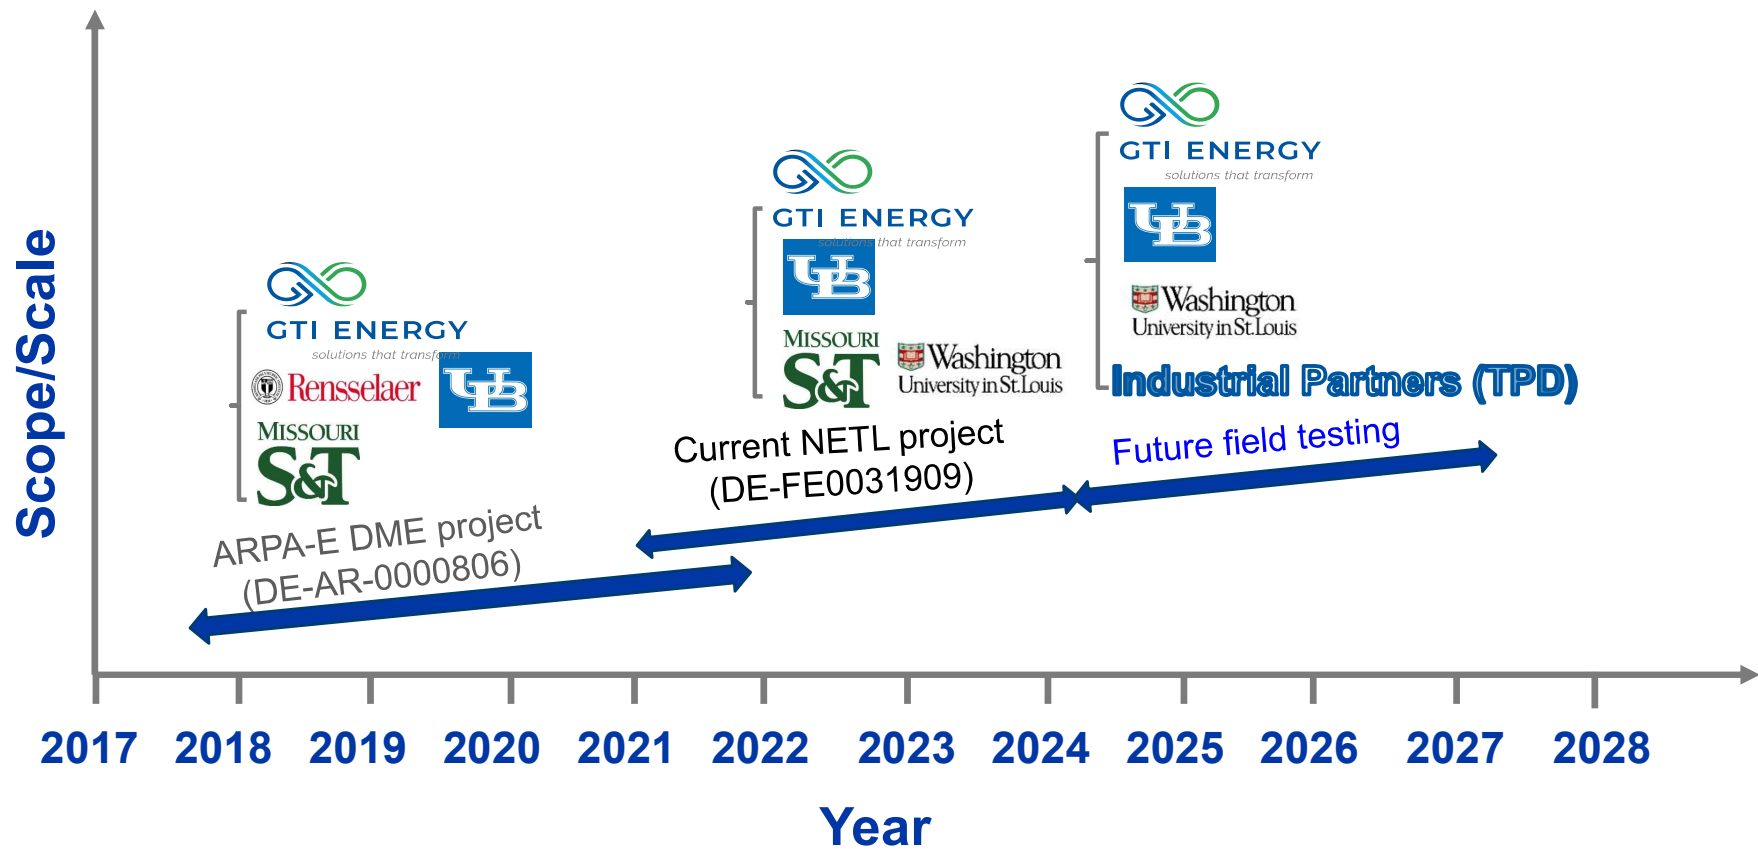 Scope/Scale
GTI ENERGY
solutions that transform
Rensselaer
UB
MISSOURI
S&T
ARPA-E DME project
(DE-AR-0000806)
GTI ENERGY
solutions that transform
UB
MISSOURI
S&T
Washington
University in St. Louis
Current NETL project
(DE-FE0031909)
GTI ENERGY
solutions that transform
UB
Washington
University in St. Louis
Industrial Partners (TPD)
Future field testing
2017 2018 2019 2020 2021 2022 2023 2024 2025 2026 2027 2028
Year